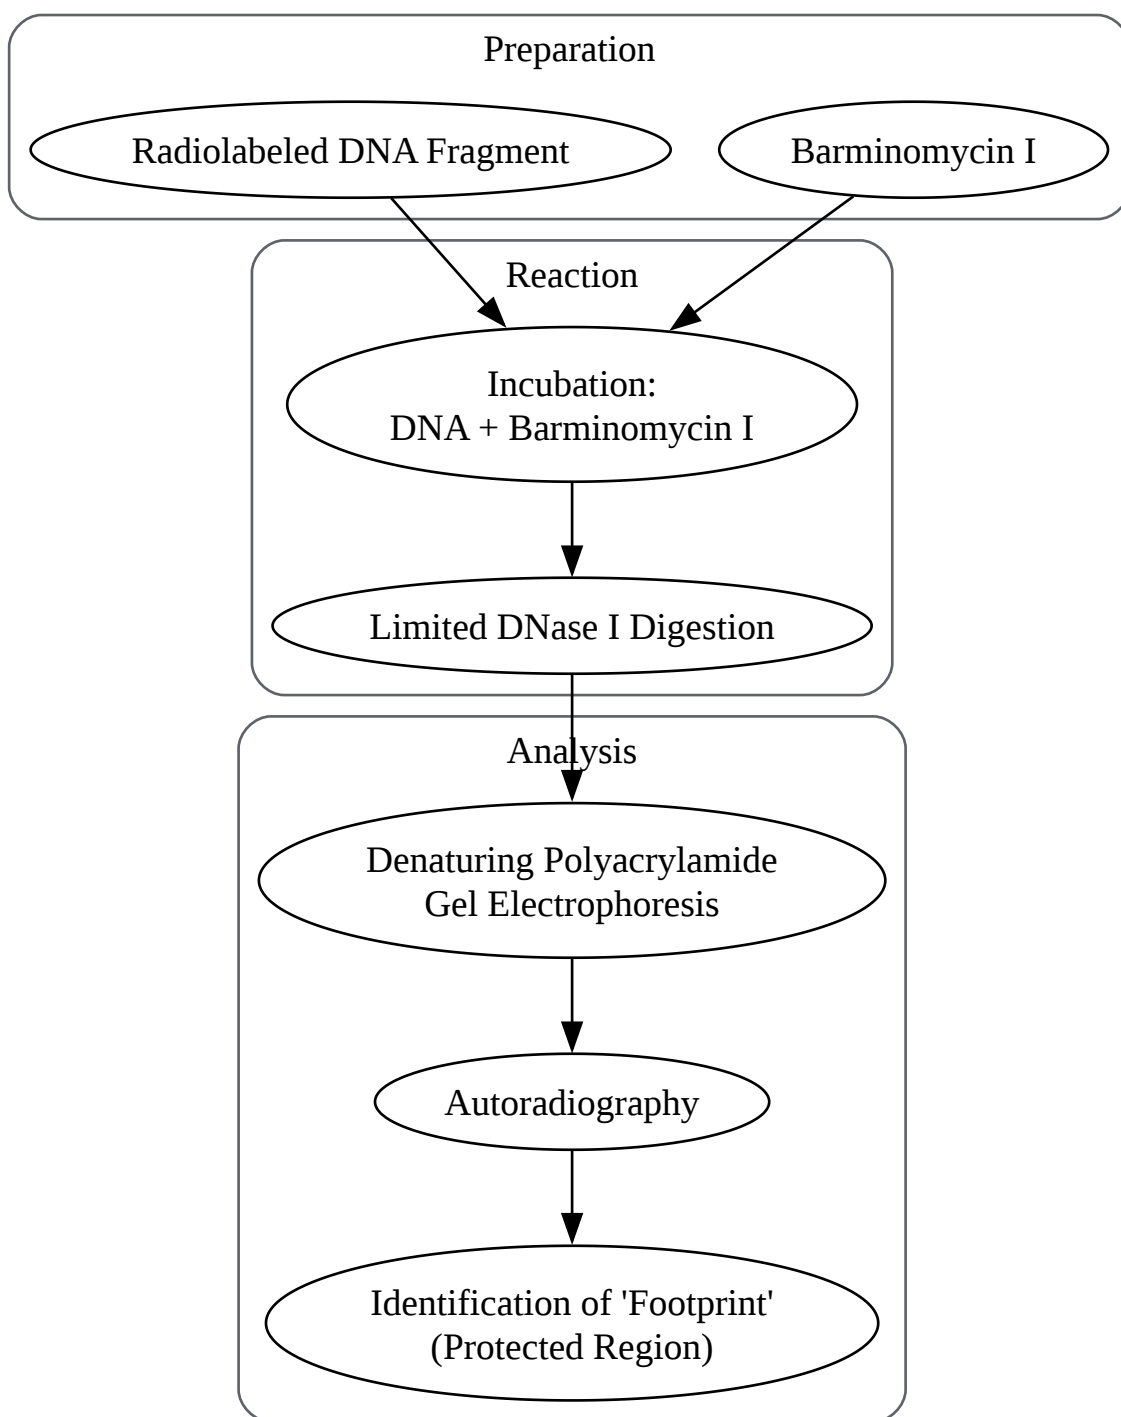 Preparation
Radiolabeled DNA Fragment
Barminomycin I
Reaction
Incubation:
DNA + Barminomycin I
Limited DNase I Digestion
Analysis
Denaturing Polyacrylamide
Gel Electrophoresis
Autoradiography
Identification of 'Footprint'
(Protected Region)